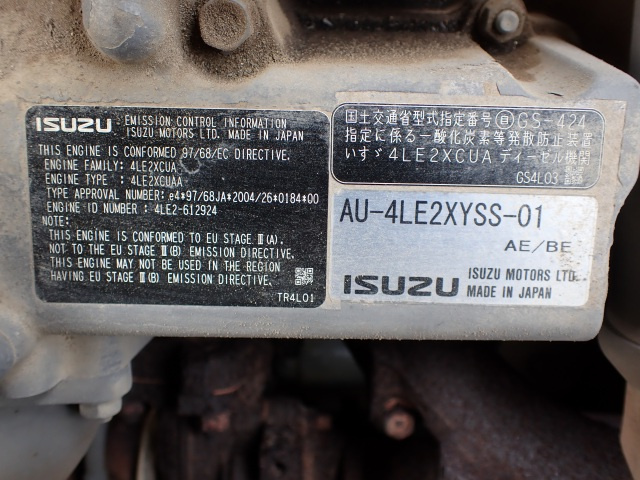 ISUZU EMISSION CONTROL INFORMATION
ISUZU MOTORS LTD. MADE IN JAPAN
THIS ENGINE IS CONFORMED 97/68/EC DIRECTIVE.
ENGINE FAMILY: 4LE2XCUA
ENGINE TYPE : 4LE2XCUAA
TYPE APPROVAL NUMBER: e4*97/68JA*2004/26*0184*00
ENGINE ID NUMBER : 4LE2-612924
NOTE:
THIS ENGINE IS CONFORMED TO EU STAGE Ⅲ(A),
NOT TO EU STAGE Ⅲ(B) EMISSION DIRECTIVE.
THIS ENGINE MAY NOT BE USED IN THE REGION
HAVING EU STAGE Ⅲ(B) EMISSION DIRECTIVE.
TR4L01
国土交通省型式指定番号 自 GS-424
指定に係る一酸化炭素等発散防止装置
いすゞ 4LE2XCUA ディーゼル機関
GS4L03
AU-4LE2XYSS-01
AE/BE
ISUZU ISUZU MOTORS LTD.
MADE IN JAPAN